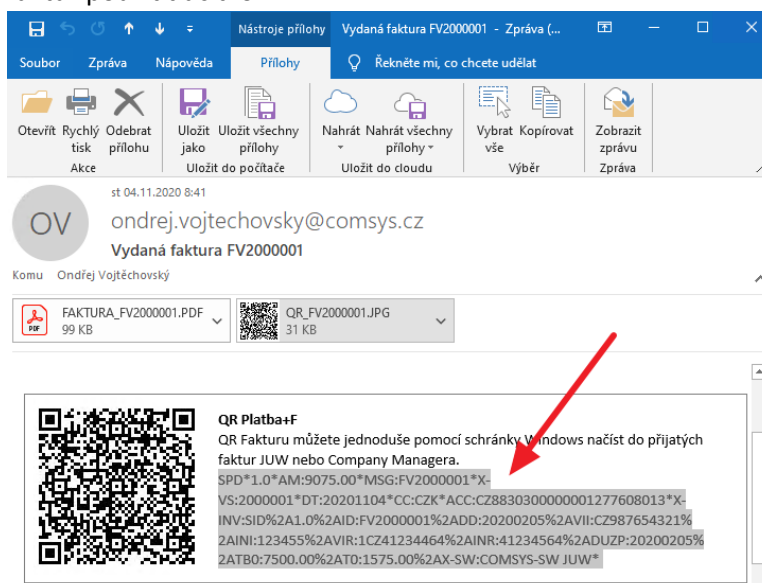 Nástroje přílohy Vydaná faktura FV2000001 - Zpráva (...
Soubor Zpráva Nápověda Přílohy Řekněte mi, co chcete udělat
Otevřít Rychlý tisk Odebrat přílohu Uložit jako Uložit všechny přílohy Nahrát Nahrát všechny přílohy Vybrat vše Kopírovat Zobrazit zprávu
Akce Uložit do počítače Uložit do cloudu Výběr Zpráva
st 04.11.2020 8:41
OV ondrej.vojtechovsky@comsys.cz
Vydaná faktura FV2000001
Komu Ondřej Vojtěchovský
FAKTURA_FV2000001.PDF QR_FV2000001.JPG
PDF 99 KB 31 KB
QR Platba+F
QR Fakturu můžete jednoduše pomocí schránky Windows načíst do přijatých
faktur JUW nebo Company Managera.
SPD*1.0*AM:9075.00*MSG:FV2000001*X-
VS:2000001*DT:20201104*CC:CZK*ACC:CZ8830300000001277608013*X-
INV:SID%2A1.0%2AID:FV2000001%2ADD:20200205%2AVII:CZ987654321%
2AINI:123455%2AVIR:1CZ41234464%2AINR:41234564%2ADUZP:20200205%
2ATB0:7500.00%2AT0:1575.00%2AX-SW:COMSYS-SW JUW*